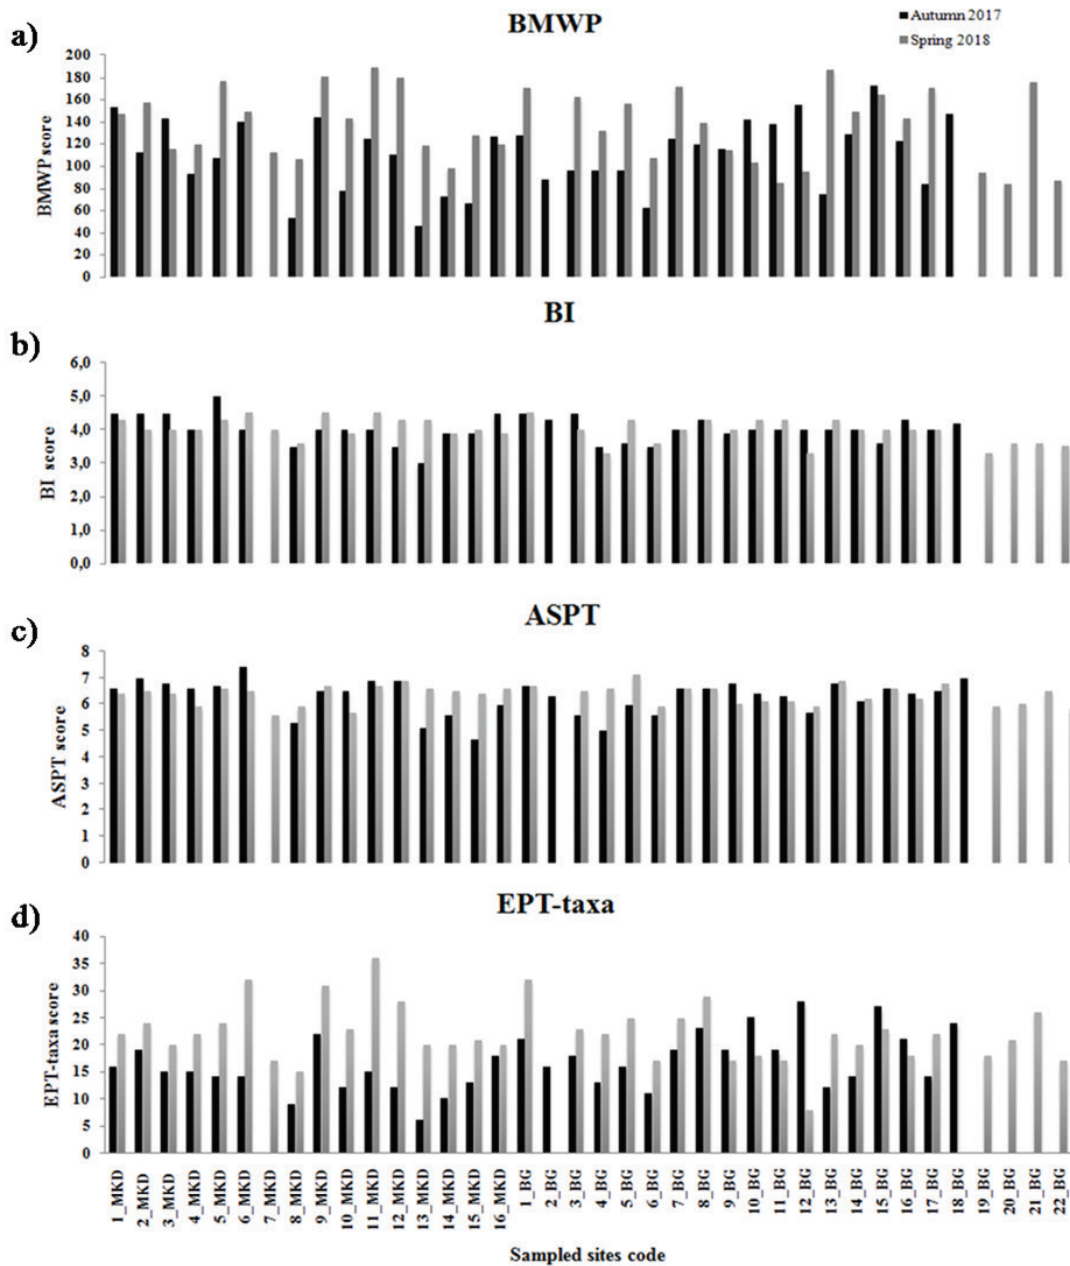 BMWP
Autumn 2017
Spring 2018
a)
200
180
160
140
120
100
80
60
40
20
0
BMWP score
BI
b)
6,0
5,0
4,0
3,0
2,0
1,0
0,0
BI score
ASPT
c)
8
7
6
5
4
3
2
1
0
ASPT score
EPT-taxa
d)
40
35
30
25
20
15
10
5
0
EPT-taxa score
1_MKD
2_MKD
3_MKD
4_MKD
5_MKD
6_MKD
7_MKD
8_MKD
9_MKD
10_MKD
11_MKD
12_MKD
13_MKD
14_MKD
15_MKD
16_MKD
1_BG
2_BG
3_BG
4_BG
5_BG
6_BG
7_BG
8_BG
9_BG
10_BG
11_BG
12_BG
13_BG
14_BG
15_BG
16_BG
17_BG
18_BG
19_BG
20_BG
21_BG
22_BG
Sampled sites code